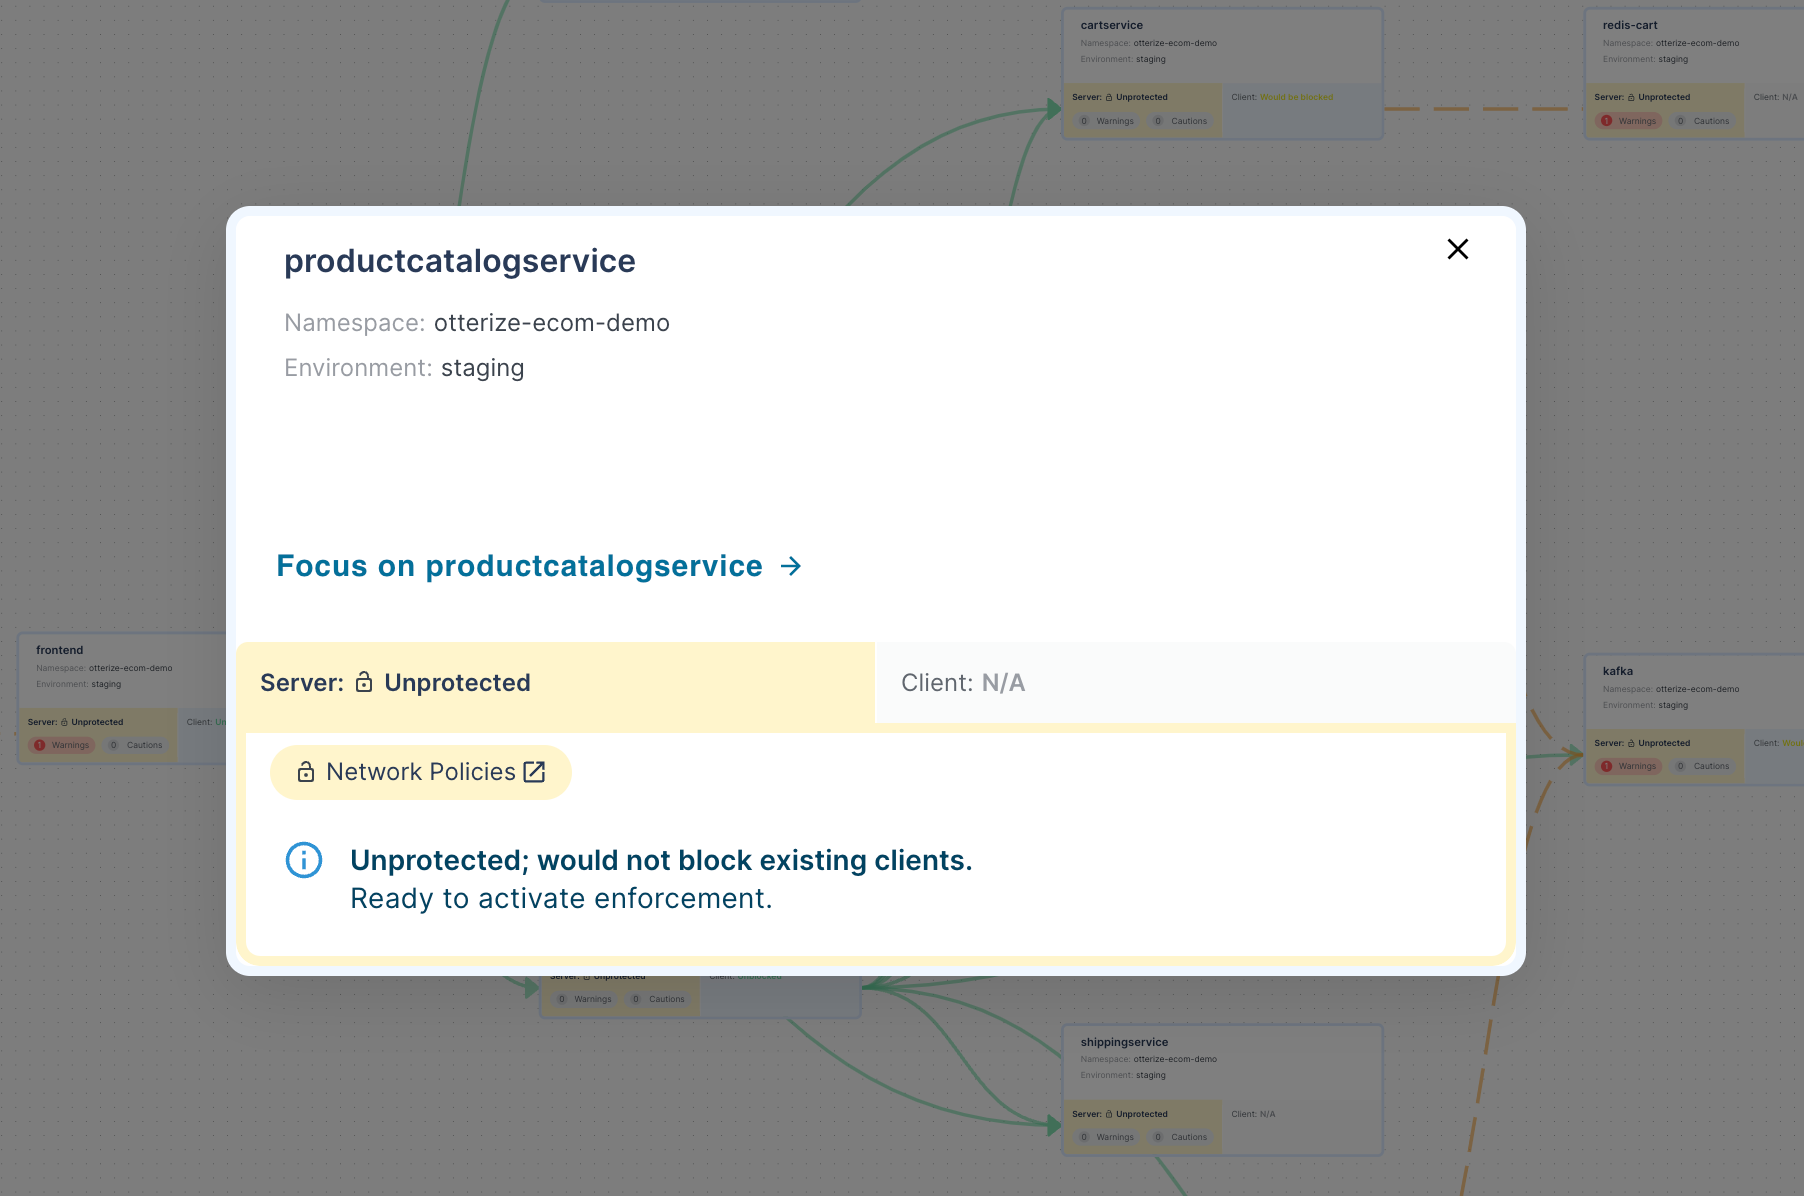 cartservice
Namespace: otterize-ecom-demo
Environment: staging
Server: Unprotected
Client: Would be blocked
0 Warnings 0 Cautions
redis-cart
Namespace: otterize-ecom-demo
Environment: staging
Server: Unprotected
Client: N/A
1 Warnings 0 Cautions
productcatalogservice
Namespace: otterize-ecom-demo
Environment: staging
Focus on productcatalogservice →
Server: Unprotected
Client: N/A
Network Policies
Unprotected; would not block existing clients.
Ready to activate enforcement.
frontend
Namespace: otterize-ecom-demo
Environment: staging
Server: Unprotected
Client: Un
1 Warnings 0 Cautions
kafka
Namespace: otterize-ecom-demo
Environment: staging
Server: Unprotected
Client: Woul
1 Warnings 0 Cautions
Server: Unprotected
Client: Unblocked
0 Warnings 0 Cautions
shippingservice
Namespace: otterize-ecom-demo
Environment: staging
Server: Unprotected
Client: N/A
0 Warnings 0 Cautions